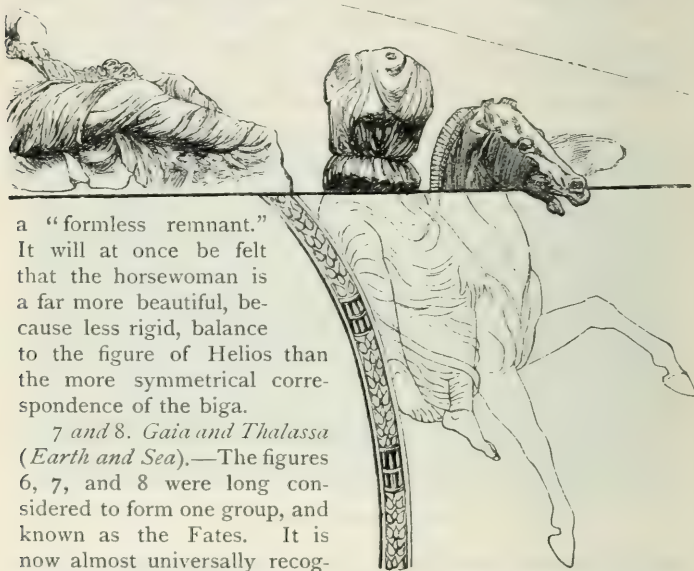 a “formless remnant.”
It will at once be felt
that the horsewoman is
a far more beautiful, be-
cause less rigid, balance
to the figure of Helios than
the more symmetrical corre-
spondence of the biga.
7 and 8. Gaia and Thalassa
(Earth and Sea).—The figures
6, 7, and 8 were long con-
sidered to form one group, and
known as the Fates. It is
now almost universally recog-